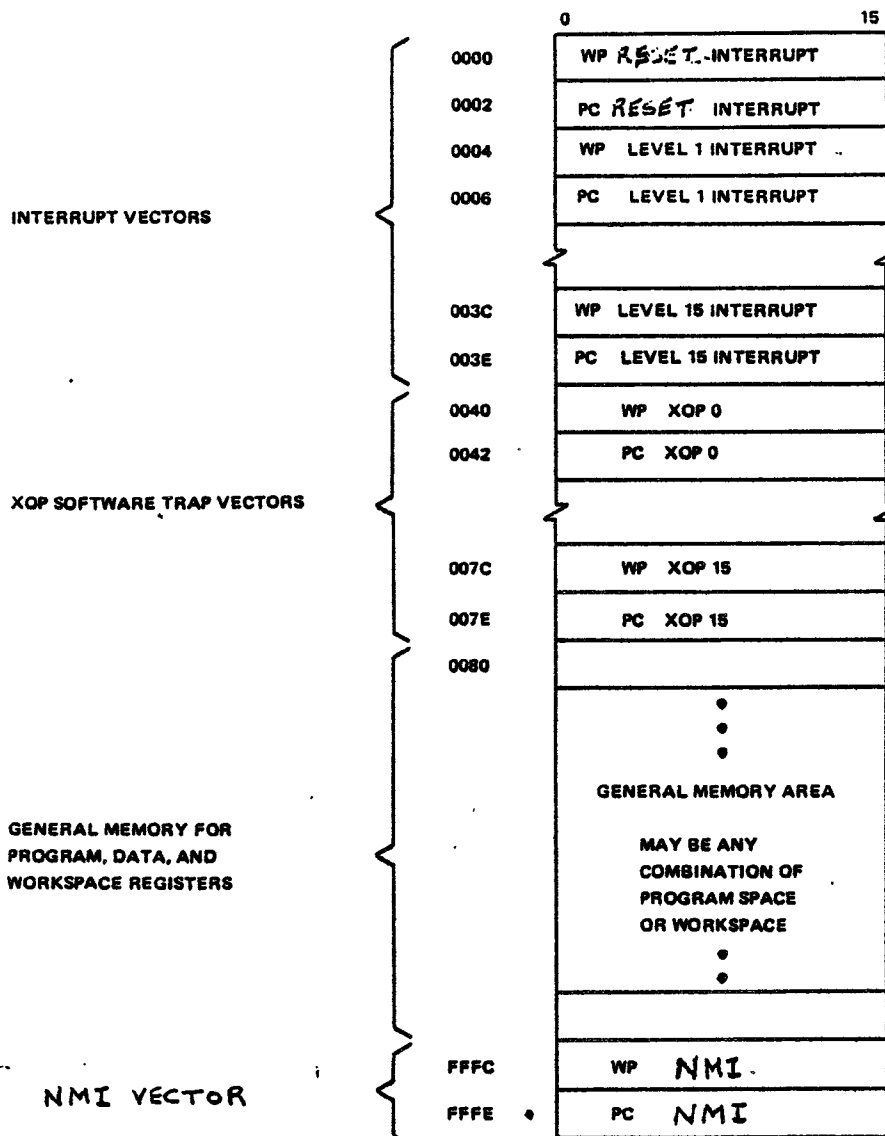 0 15
0000 WP RESET INTERRUPT
0002 PC RESET INTERRUPT
0004 WP LEVEL 1 INTERRUPT
0006 PC LEVEL 1 INTERRUPT
INTERRUPT VECTORS
003C WP LEVEL 15 INTERRUPT
003E PC LEVEL 15 INTERRUPT
0040 WP XOP 0
0042 PC XOP 0
XOP SOFTWARE TRAP VECTORS
007C WP XOP 15
007E PC XOP 15
0080
GENERAL MEMORY AREA
GENERAL MEMORY FOR
PROGRAM, DATA, AND
WORKSPACE REGISTERS
MAY BE ANY
COMBINATION OF
PROGRAM SPACE
OR WORKSPACE
NMI VECTOR
FFFC WP NMI
FFFE PC NMI